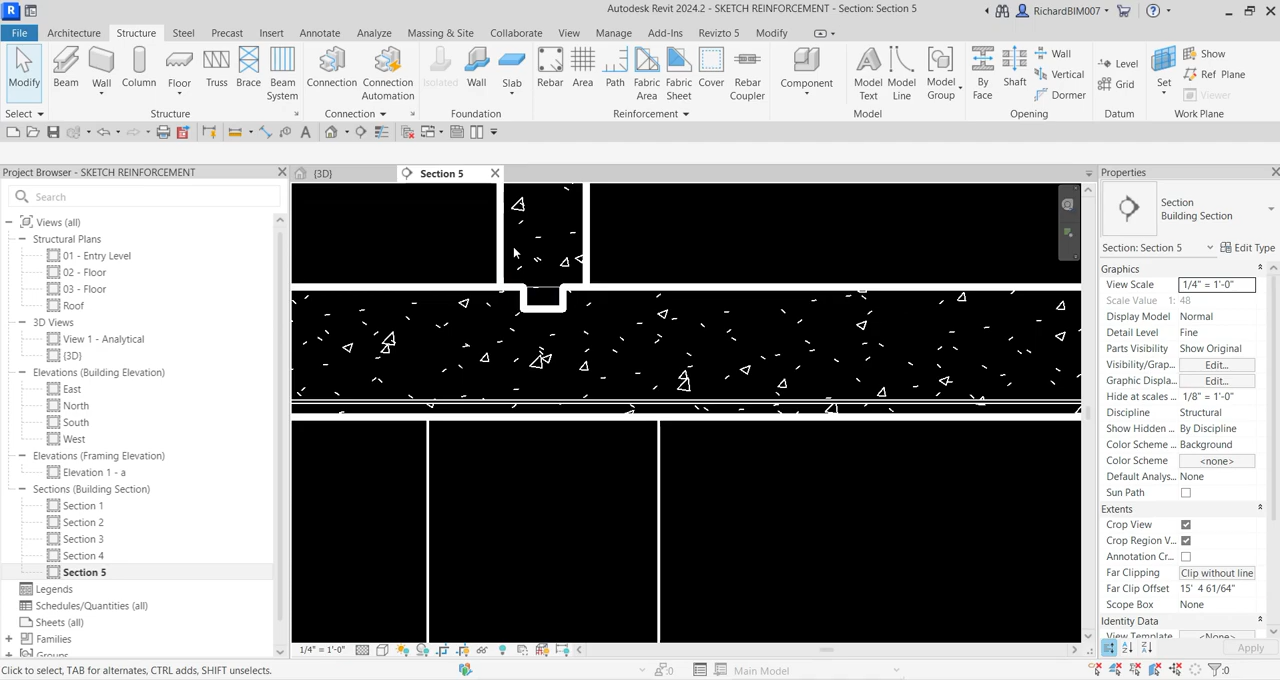 R Autodesk Revit 2024.2 - SKETCH REINFORCEMENT - Section: Section 5 RichardBIM007
File Architecture Structure Steel Precast Insert Annotate Analyze Massing & Site Collaborate View Manage Add-Ins Revizto 5 Modify
Modify Beam Wall Column Floor Truss Brace Beam System Connection Connection Automation Isolated Wall Slab Rebar Area Path Fabric Area Fabric Sheet Cover Rebar Coupler Component Model Text Model Line Model Group By Face Shaft Wall Vertical Dormer Level Grid Set Show Ref Plane Viewer
Select Structure Connection Foundation Reinforcement Model Opening Datum Work Plane
Project Browser - SKETCH REINFORCEMENT
Search
Views (all)
Structural Plans
01 - Entry Level
02 - Floor
03 - Floor
Roof
3D Views
View 1 - Analytical
{3D}
Elevations (Building Elevation)
East
North
South
West
Elevations (Framing Elevation)
Elevation 1 - a
Sections (Building Section)
Section 1
Section 2
Section 3
Section 4
Section 5
Legends
Schedules/Quantities (all)
Sheets (all)
Families
Groups
{3D} Section 5
1/4" = 1'-0"
Properties
Section
Building Section
Section: Section 5 Edit Type
Graphics
View Scale 1/4" = 1'-0"
Scale Value 1: 48
Display Model Normal
Detail Level Fine
Parts Visibility Show Original
Visibility/Grap... Edit...
Graphic Displa... Edit...
Hide at scales ... 1/8" = 1'-0"
Discipline Structural
Show Hidden ... By Discipline
Color Scheme ... Background
Color Scheme <none>
Default Analys... None
Sun Path
Extents
Crop View
Crop Region V...
Annotation Cr...
Far Clipping Clip without line
Far Clip Offset 15' 4 61/64"
Scope Box None
Identity Data
View Template <None>
Apply
Click to select, TAB for alternates, CTRL adds, SHIFT unselects. :0 Main Model :0